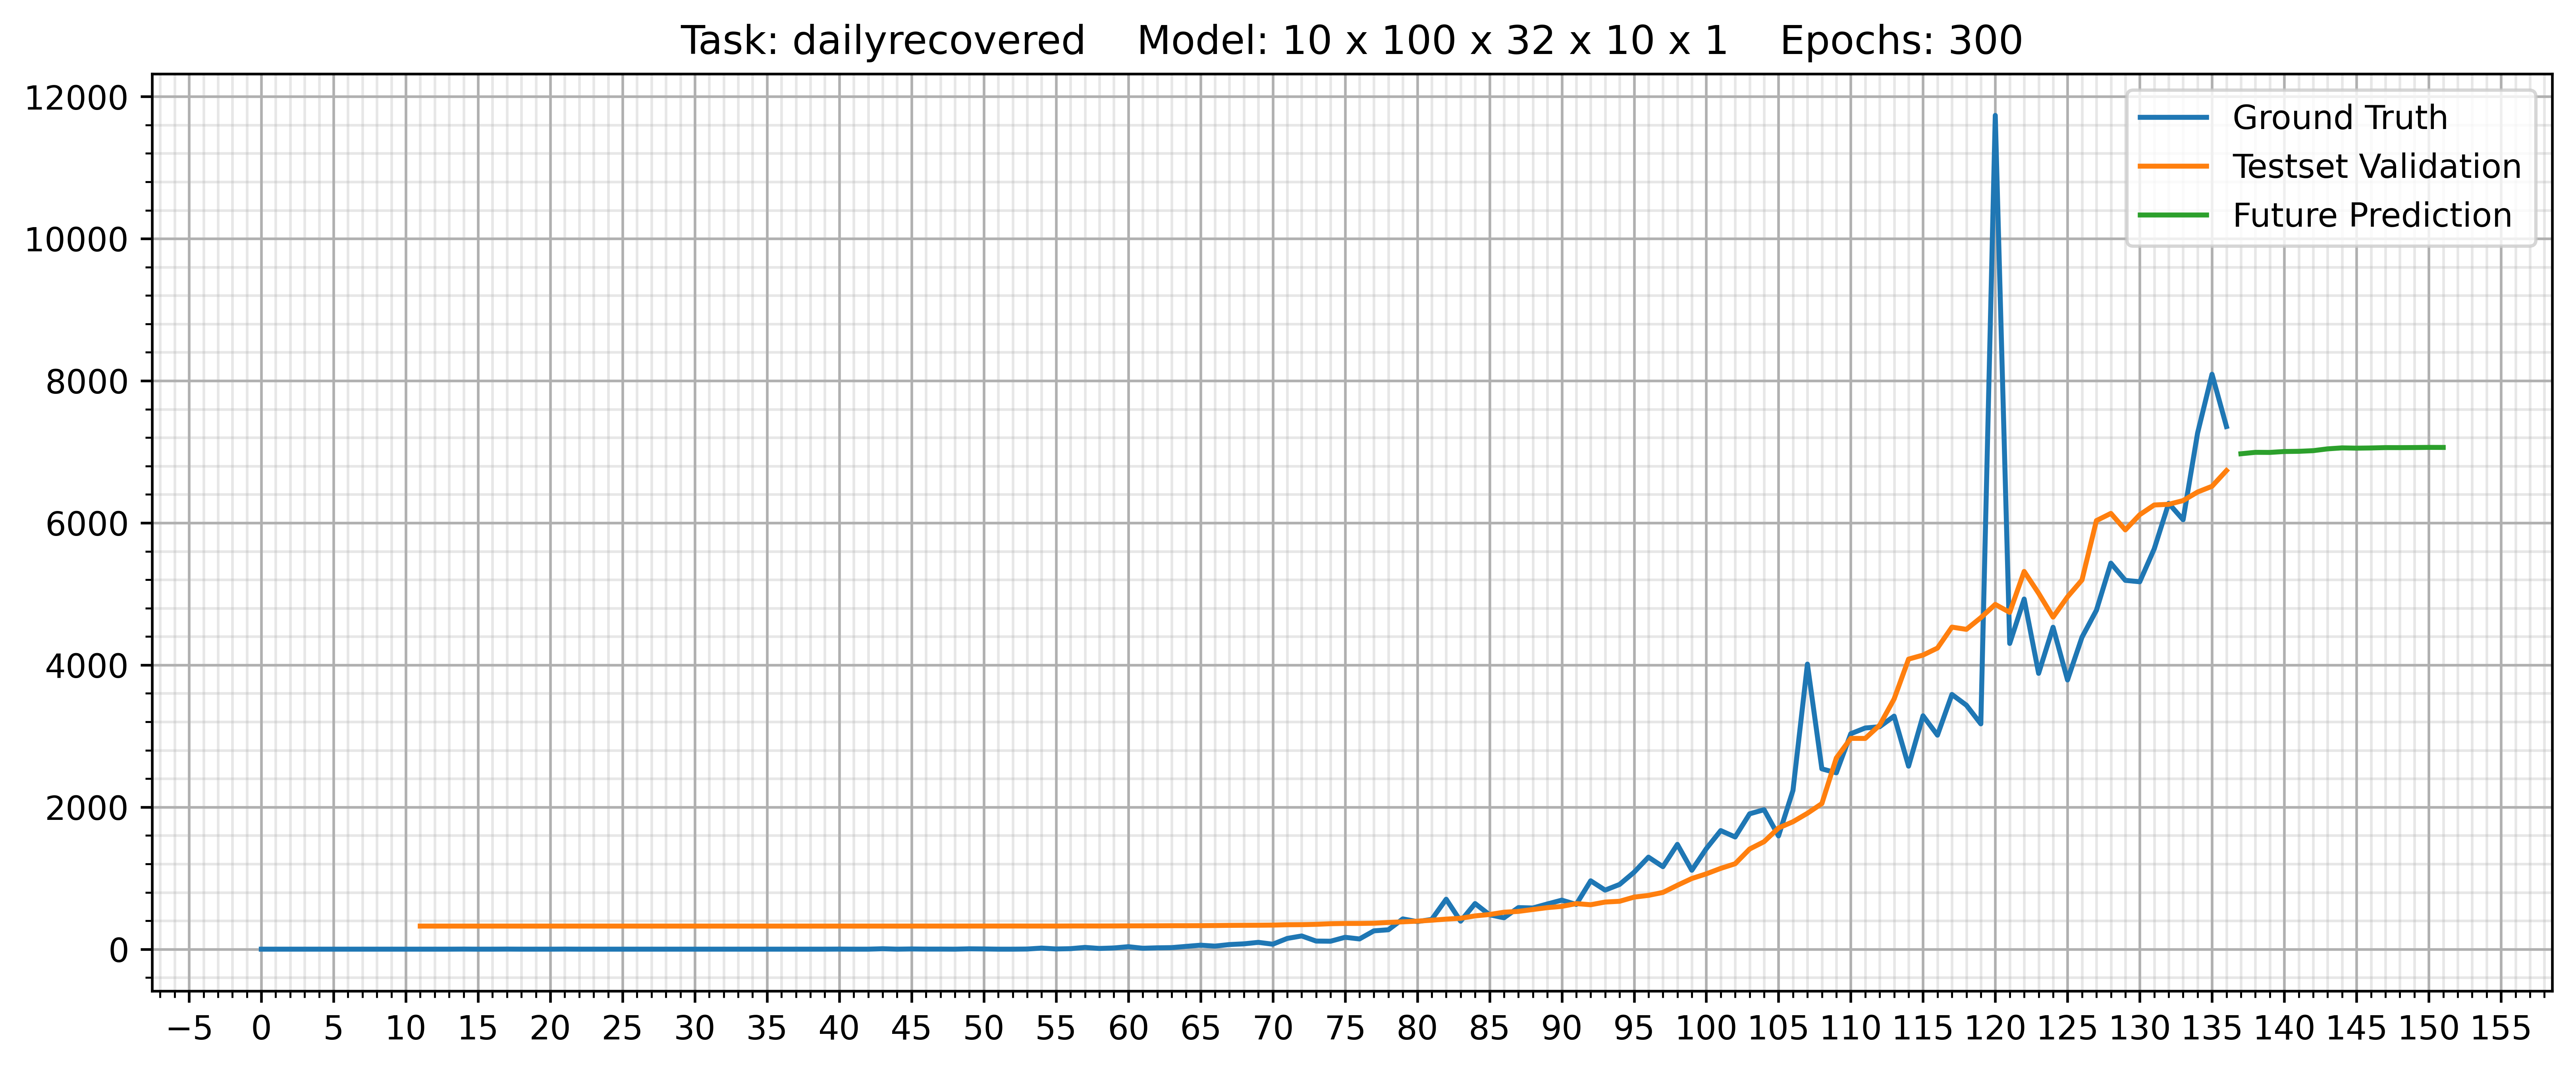 Task: dailyrecovered    Model: 10 x 100 x 32 x 10 x 1    Epochs: 300
12000
10000
8000
6000
4000
2000
0
Ground Truth
Testset Validation
Future Prediction
−5 0 5 10 15 20 25 30 35 40 45 50 55 60 65 70 75 80 85 90 95 100 105 110 115 120 125 130 135 140 145 150 155